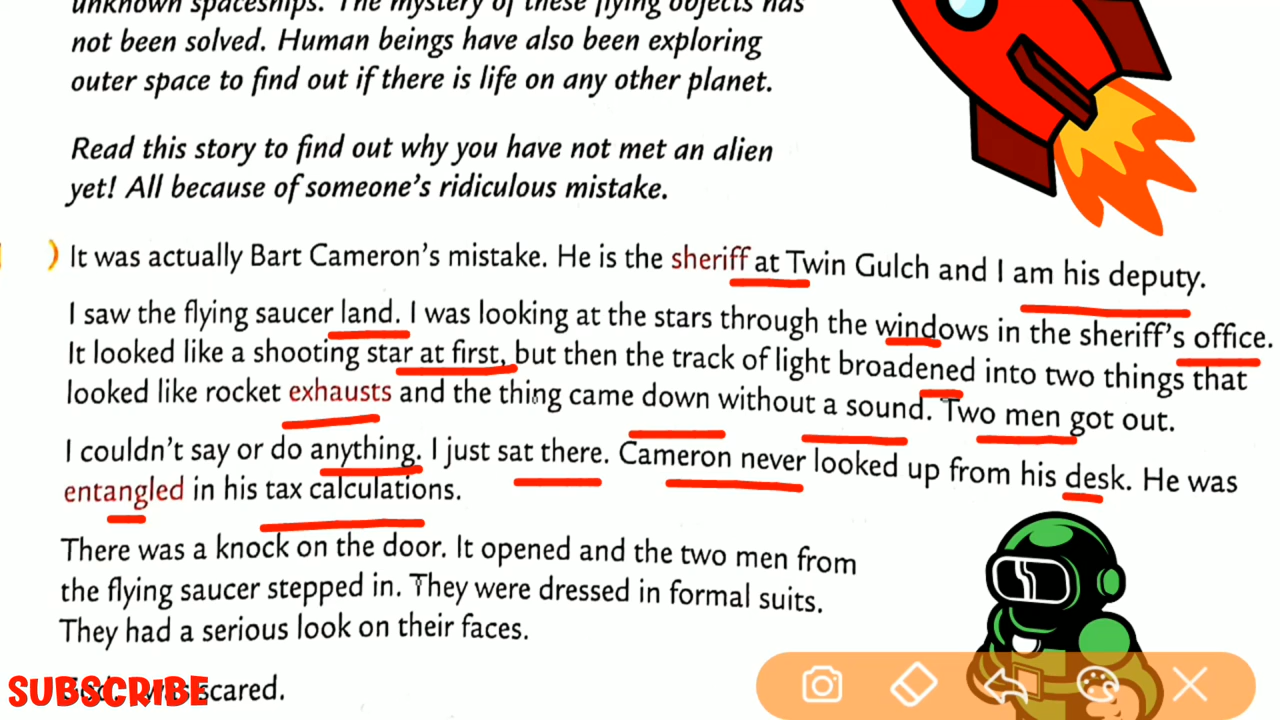 unknown spaceships. The mystery of these flying objects has
not been solved. Human beings have also been exploring
outer space to find out if there is life on any other planet.
Read this story to find out why you have not met an alien
yet! All because of someone's ridiculous mistake.
) It was actually Bart Cameron's mistake. He is the sheriff at Twin Gulch and I am his deputy.
I saw the flying saucer land. I was looking at the stars through the windows in the sheriff's office.
It looked like a shooting star at first, but then the track of light broadened into two things that
looked like rocket exhausts and the thing came down without a sound. Two men got out.
I couldn't say or do anything. I just sat there. Cameron never looked up from his desk. He was
entangled in his tax calculations.
There was a knock on the door. It opened and the two men from
the flying saucer stepped in. They were dressed in formal suits.
They had a serious look on their faces.
scared.
SUBSCRIBE